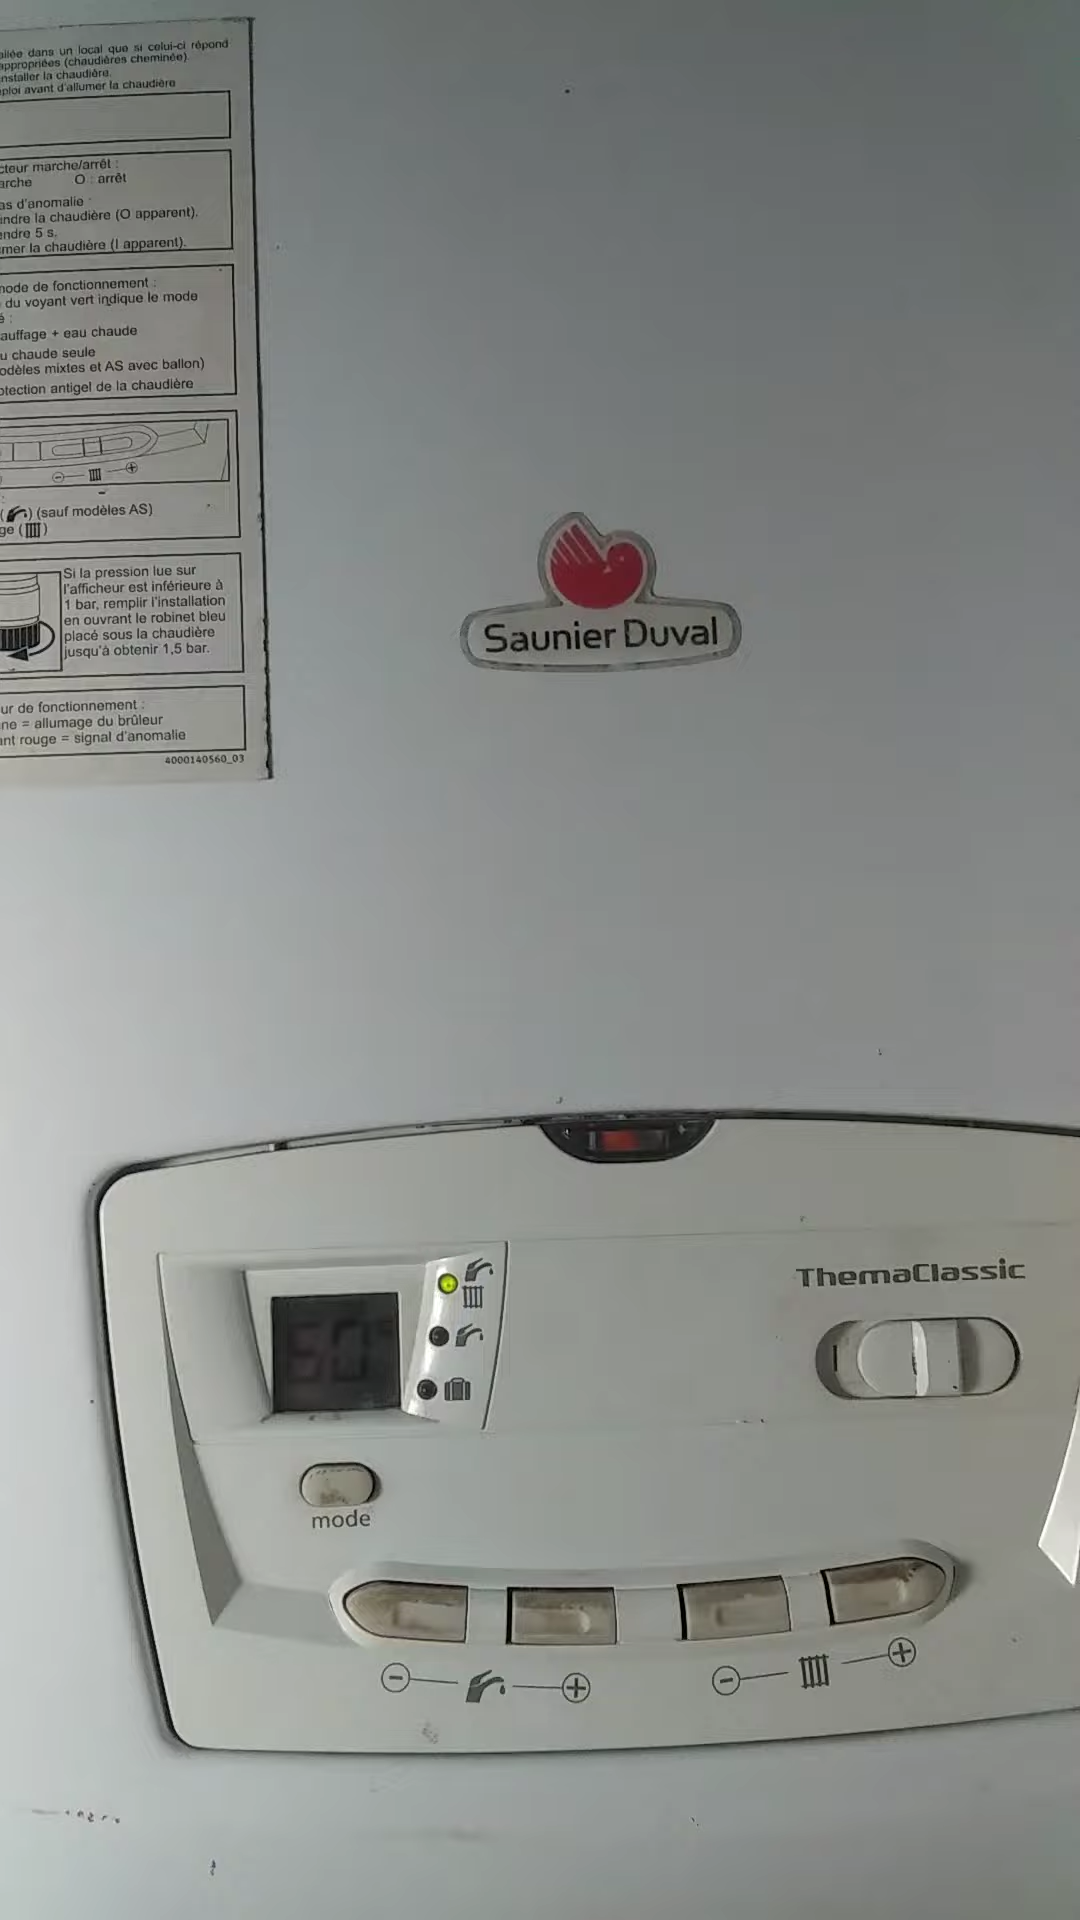 allée dans un local que si celui-ci répond
appropriées (chaudières cheminée).
installer la chaudière.
ploi avant d'allumer la chaudière
cteur marche/arrêt :
arche O : arrêt
as d'anomalie :
indre la chaudière (O apparent).
endre 5 s.
mer la chaudière (I apparent).
mode de fonctionnement :
du voyant vert indique le mode
é :
auffage + eau chaude
u chaude seule
odèles mixtes et AS avec ballon)
otection antigel de la chaudière
( ) (sauf modèles AS)
ge ( )
Si la pression lue sur
l'afficheur est inférieure à
1 bar, remplir l'installation
en ouvrant le robinet bleu
placé sous la chaudière
jusqu'à obtenir 1,5 bar.
ur de fonctionnement :
ne = allumage du brûleur
ant rouge = signal d'anomalie
4000140560_03
Saunier Duval
ThemaClassic
mode